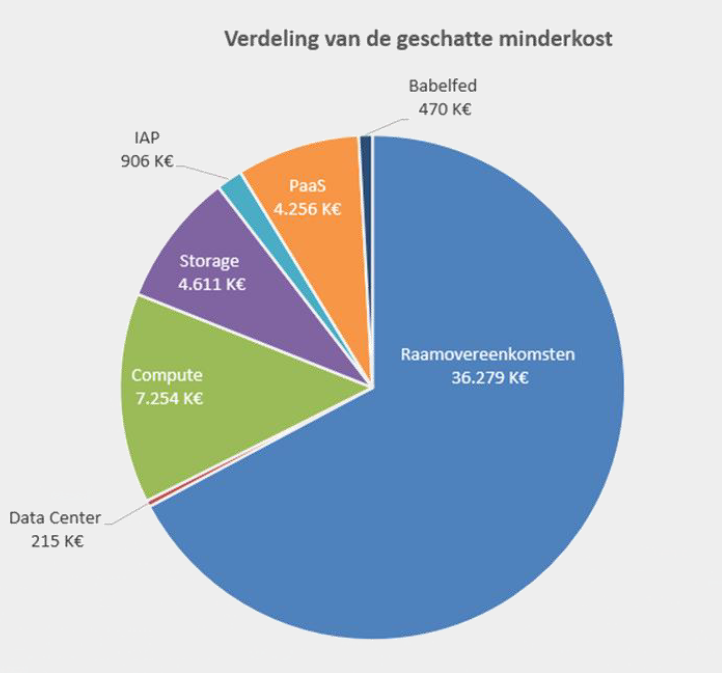 Verdeling van de geschatte minderkost
Babelfed
470 K€
IAP
906 K€
PaaS
4.256 K€
Storage
4.611 K€
Raamovereenkomsten
36.279 K€
Compute
7.254 K€
Data Center
215 K€